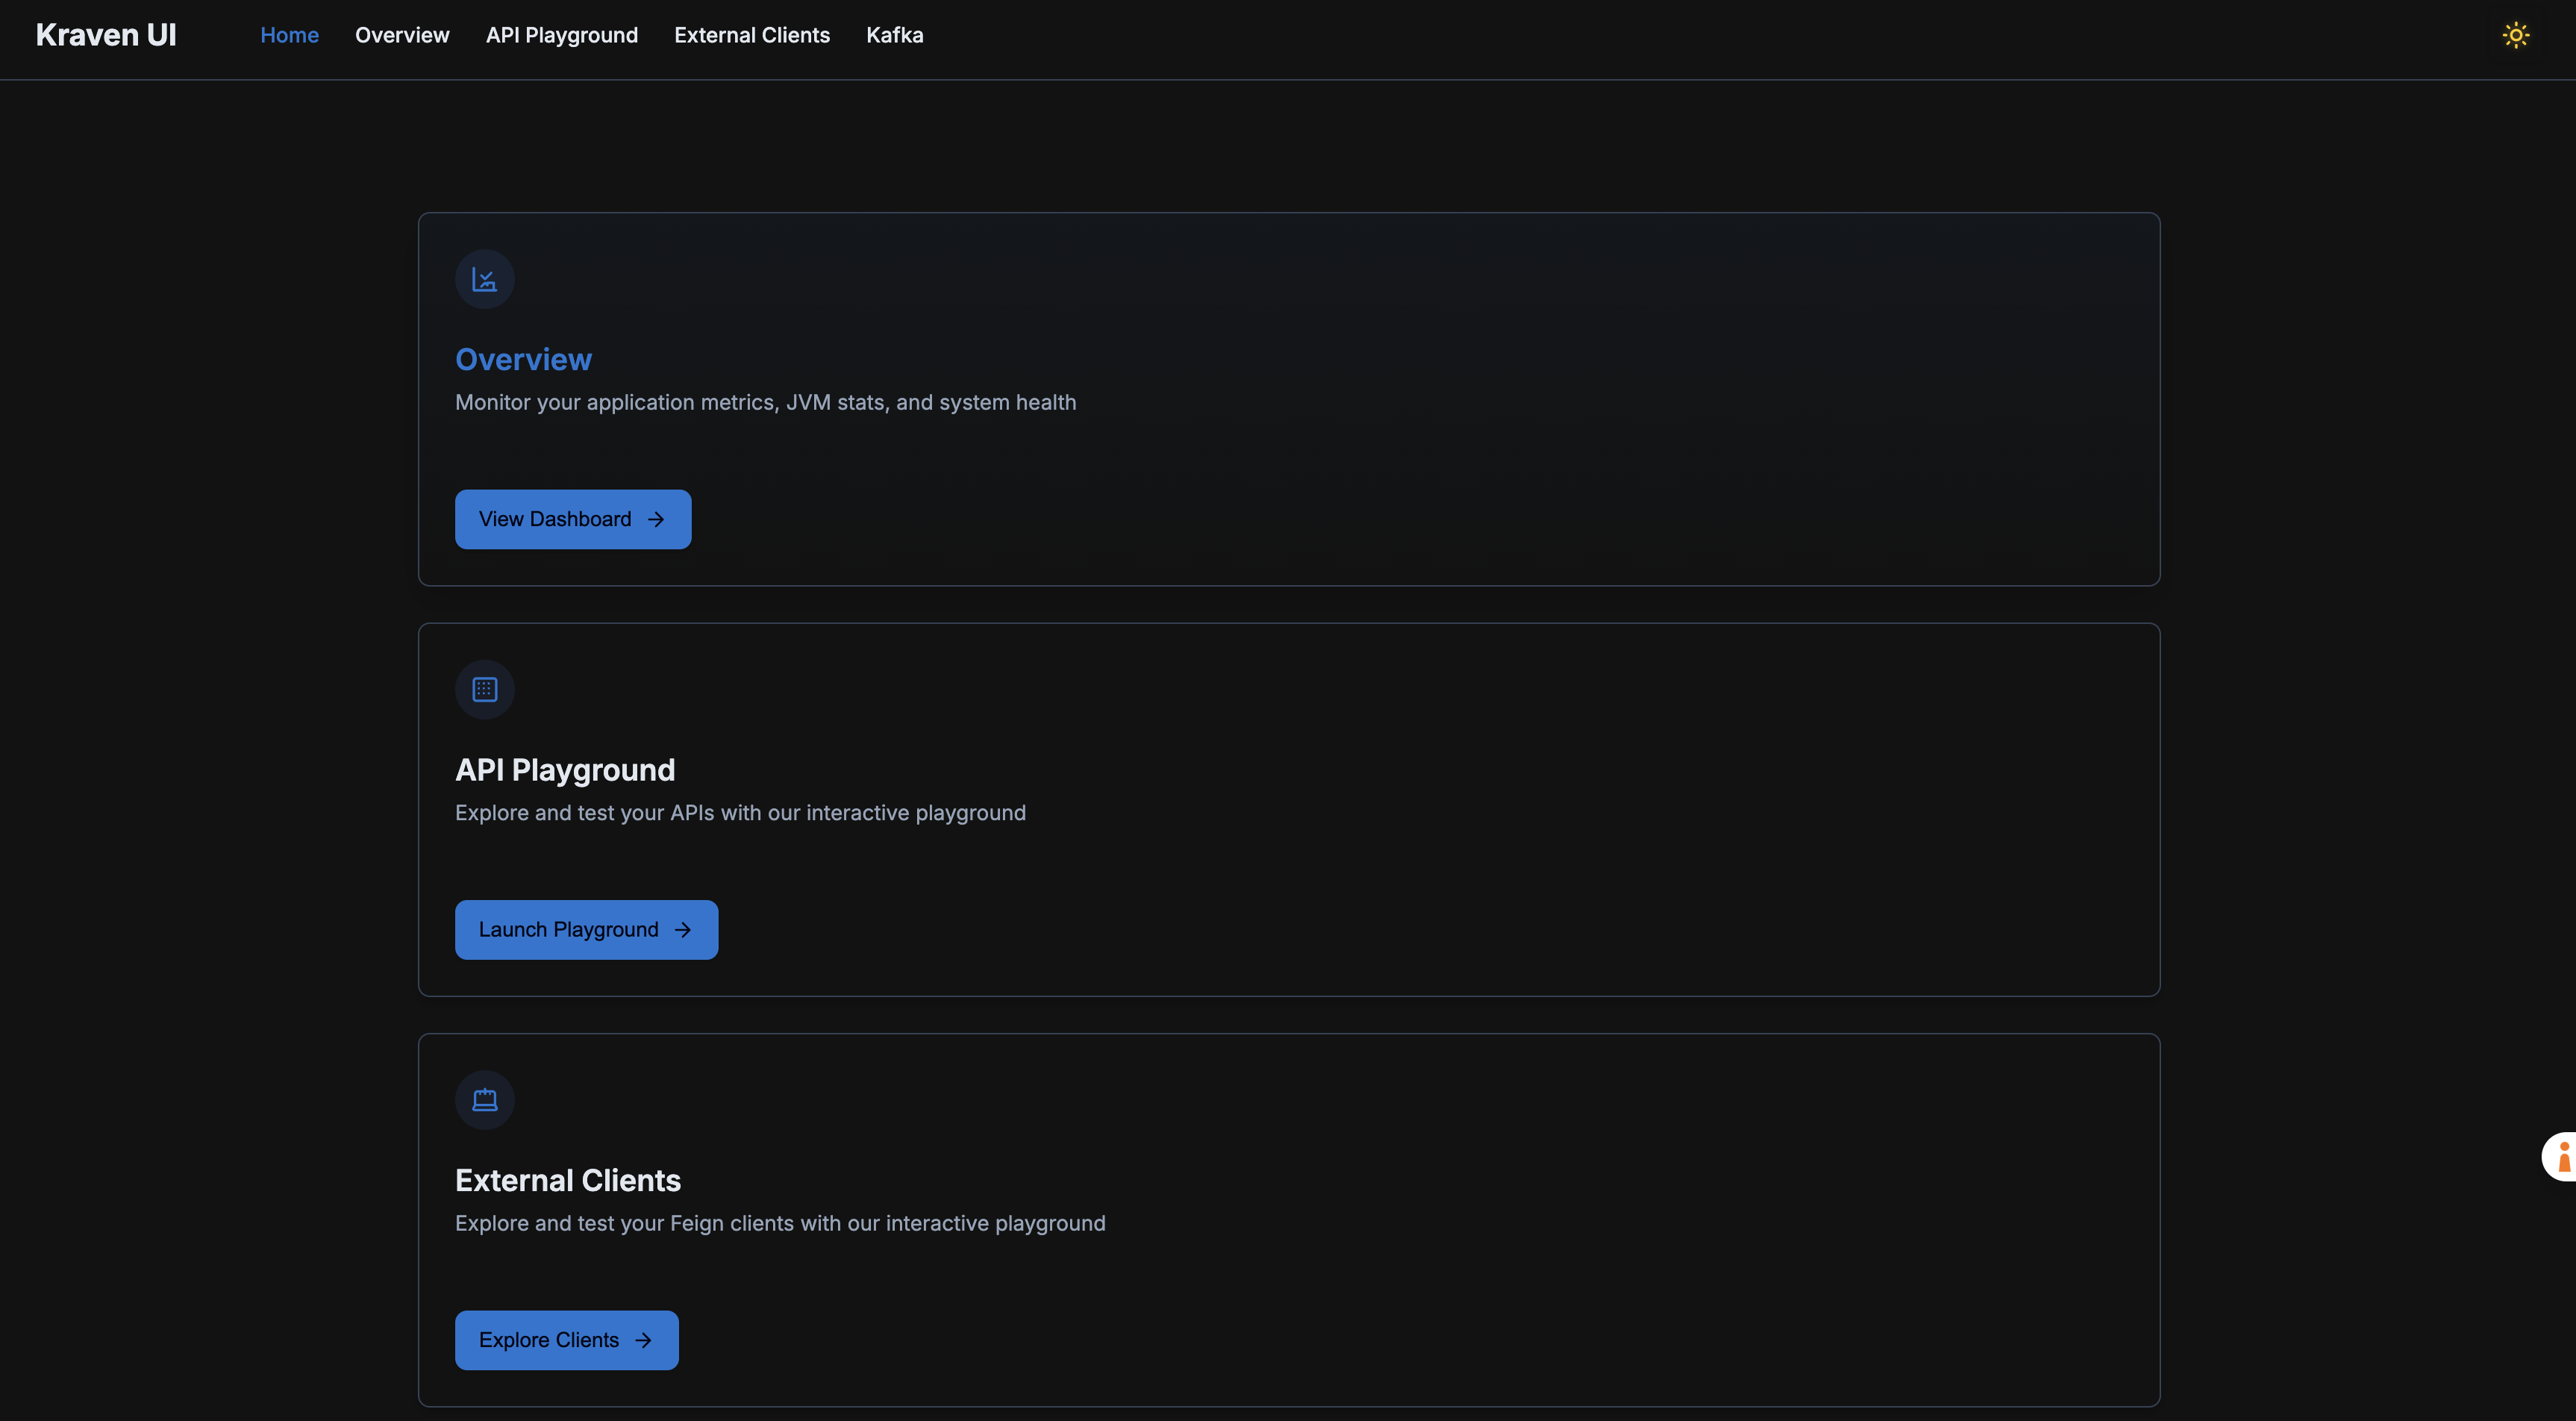 Kraven UI
Home
Overview
API Playground
External Clients
Kafka
Overview
Monitor your application metrics, JVM stats, and system health
View Dashboard
API Playground
Explore and test your APIs with our interactive playground
Launch Playground
External Clients
Explore and test your Feign clients with our interactive playground
Explore Clients